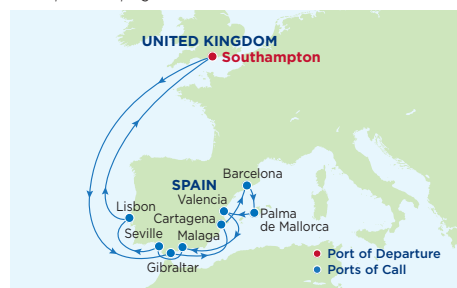 UNITED KINGDOM
Southampton
Barcelona
SPAIN
Valencia
Lisbon
Cartagena
Palma
de Mallorca
Seville
Malaga
Gibraltar
Port of Departure
Ports of Call